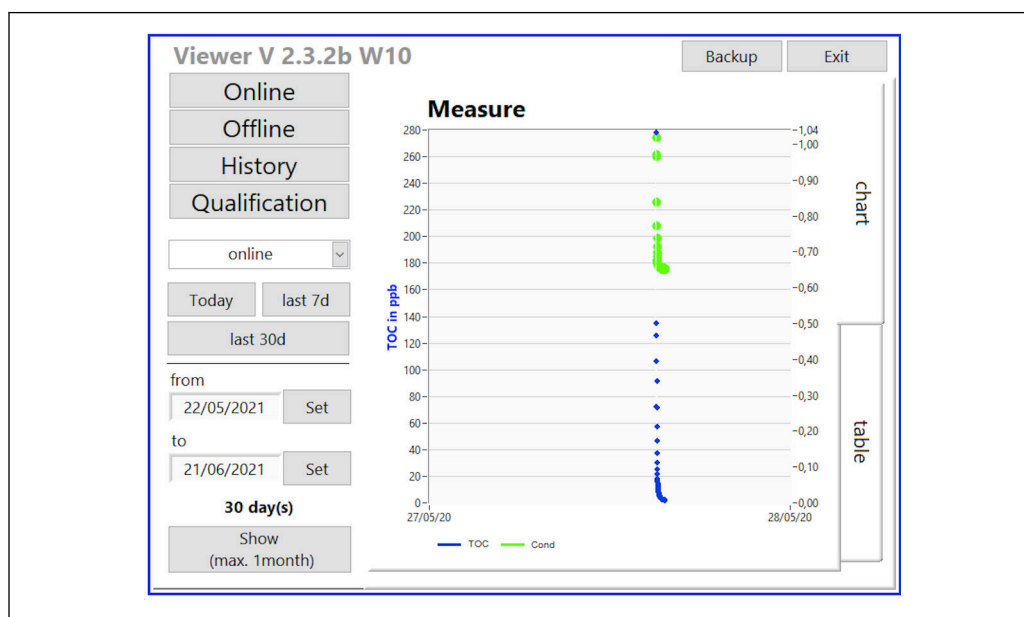 Viewer V 2.3.2b W10
Backup
Exit
Online
Offline
History
Qualification
online
Today
last 7d
last 30d
from
22/05/2021
Set
to
21/06/2021
Set
30 day(s)
Show
(max. 1month)
Measure
TOC in ppb
280
260
240
220
200
180
160
140
120
100
80
60
40
20
0
1,04
1,00
0,90
0,80
0,70
0,60
0,50
0,40
0,30
0,20
0,10
0,00
27/05/20
28/05/20
TOC
Cond
chart
table